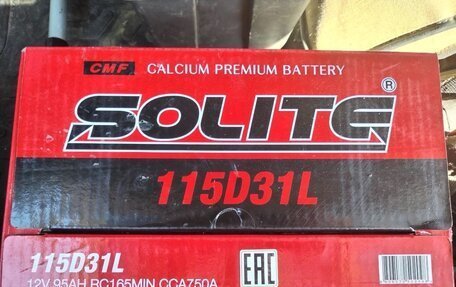 CMF CALCIUM PREMIUM BATTERY
SOLITE ®
115D31L
115D31L
12V 95AH RC165MIN CCA750A
EAC